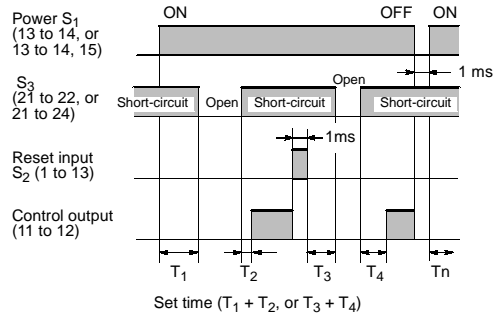 Power S1
(13 to 14, or
13 to 14, 15)
ON
OFF
ON
1 ms
S3
(21 to 22, or
21 to 24)
Open
Short-circuit
Open
Short-circuit
Short-circuit
1ms
Reset input
S2 (1 to 13)
Control output
(11 to 12)
T1
T2
T3
T4
Tn
Set time (T1 + T2, or T3 + T4)